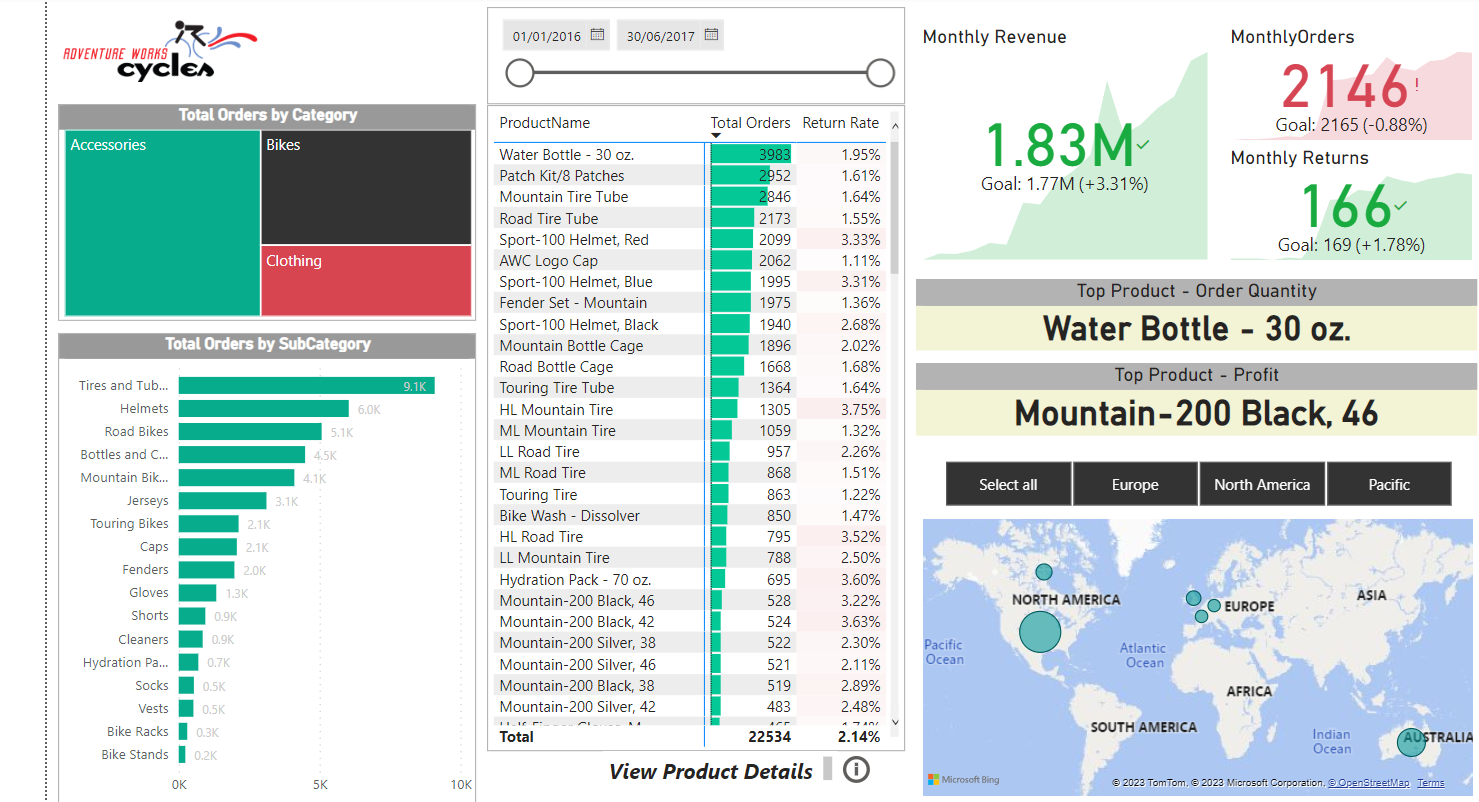 ADVENTURE WORKS
cycles
Total Orders by Category
Accessories
Bikes
Clothing
Total Orders by SubCategory
Tires and Tub... 9.1K
Helmets 6.0K
Road Bikes 5.1K
Bottles and C... 4.5K
Mountain Bik... 4.1K
Jerseys 3.1K
Touring Bikes 2.1K
Caps 2.1K
Fenders 2.0K
Gloves 1.3K
Shorts 0.9K
Cleaners 0.9K
Hydration Pa... 0.7K
Socks 0.5K
Vests 0.5K
Bike Racks 0.3K
Bike Stands 0.2K
0K 5K 10K
01/01/2016 30/06/2017
ProductName Total Orders Return Rate
Water Bottle - 30 oz. 3983 1.95%
Patch Kit/8 Patches 2952 1.61%
Mountain Tire Tube 2846 1.64%
Road Tire Tube 2173 1.55%
Sport-100 Helmet, Red 2099 3.33%
AWC Logo Cap 2062 1.11%
Sport-100 Helmet, Blue 1995 3.31%
Fender Set - Mountain 1975 1.36%
Sport-100 Helmet, Black 1940 2.68%
Mountain Bottle Cage 1896 2.02%
Road Bottle Cage 1668 1.68%
Touring Tire Tube 1364 1.64%
HL Mountain Tire 1305 3.75%
ML Mountain Tire 1059 1.32%
LL Road Tire 957 2.26%
ML Road Tire 868 1.51%
Touring Tire 863 1.22%
Bike Wash - Dissolver 850 1.47%
HL Road Tire 795 3.52%
LL Mountain Tire 788 2.50%
Hydration Pack - 70 oz. 695 3.60%
Mountain-200 Black, 46 528 3.22%
Mountain-200 Black, 42 524 3.63%
Mountain-200 Silver, 38 522 2.30%
Mountain-200 Silver, 46 521 2.11%
Mountain-200 Black, 38 519 2.89%
Mountain-200 Silver, 42 483 2.48%
Total 22534 2.14%
View Product Details
Monthly Revenue
1.83M
Goal: 1.77M (+3.31%)
MonthlyOrders
2146!
Goal: 2165 (-0.88%)
Monthly Returns
166
Goal: 169 (+1.78%)
Top Product - Order Quantity
Water Bottle - 30 oz.
Top Product - Profit
Mountain-200 Black, 46
Select all Europe North America Pacific
NORTH AMERICA
EUROPE
ASIA
Pacific
Ocean
Atlantic
Ocean
AFRICA
SOUTH AMERICA
Indian
Ocean
AUSTRALIA
Microsoft Bing
© 2023 TomTom, © 2023 Microsoft Corporation, © OpenStreetMap Terms